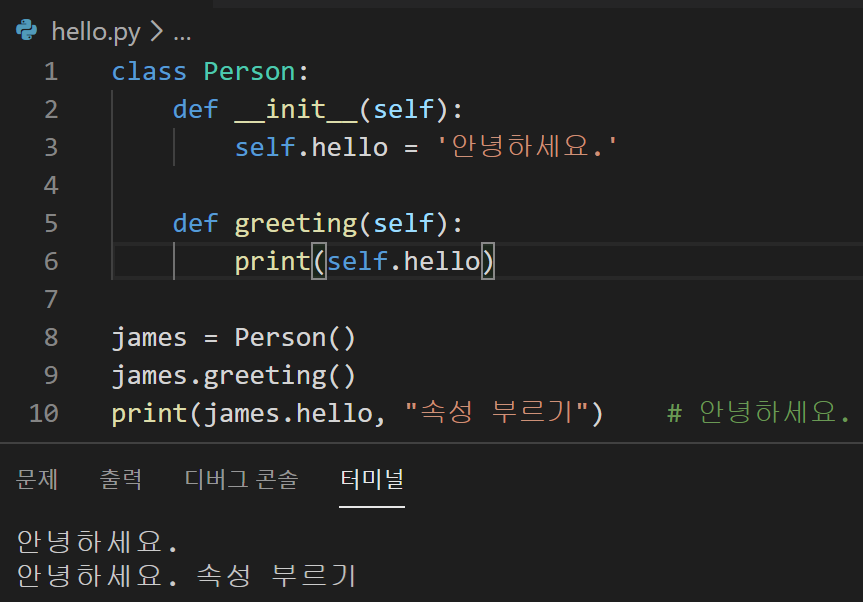 hello.py > ...
1 class Person:
2     def __init__(self):
3         self.hello = '안녕하세요.'
4
5     def greeting(self):
6         print(self.hello)
7
8 james = Person()
9 james.greeting()
10 print(james.hello, "속성 부르기")    # 안녕하세요.
문제 출력 디버그 콘솔 터미널
안녕하세요.
안녕하세요. 속성 부르기